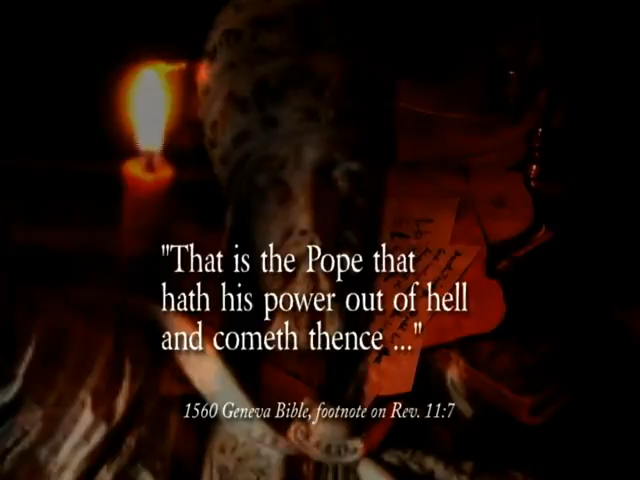 "That is the Pope that
hath his power out of hell
and cometh thence ..."
1560 Geneva Bible, footnote on Rev. 11:7